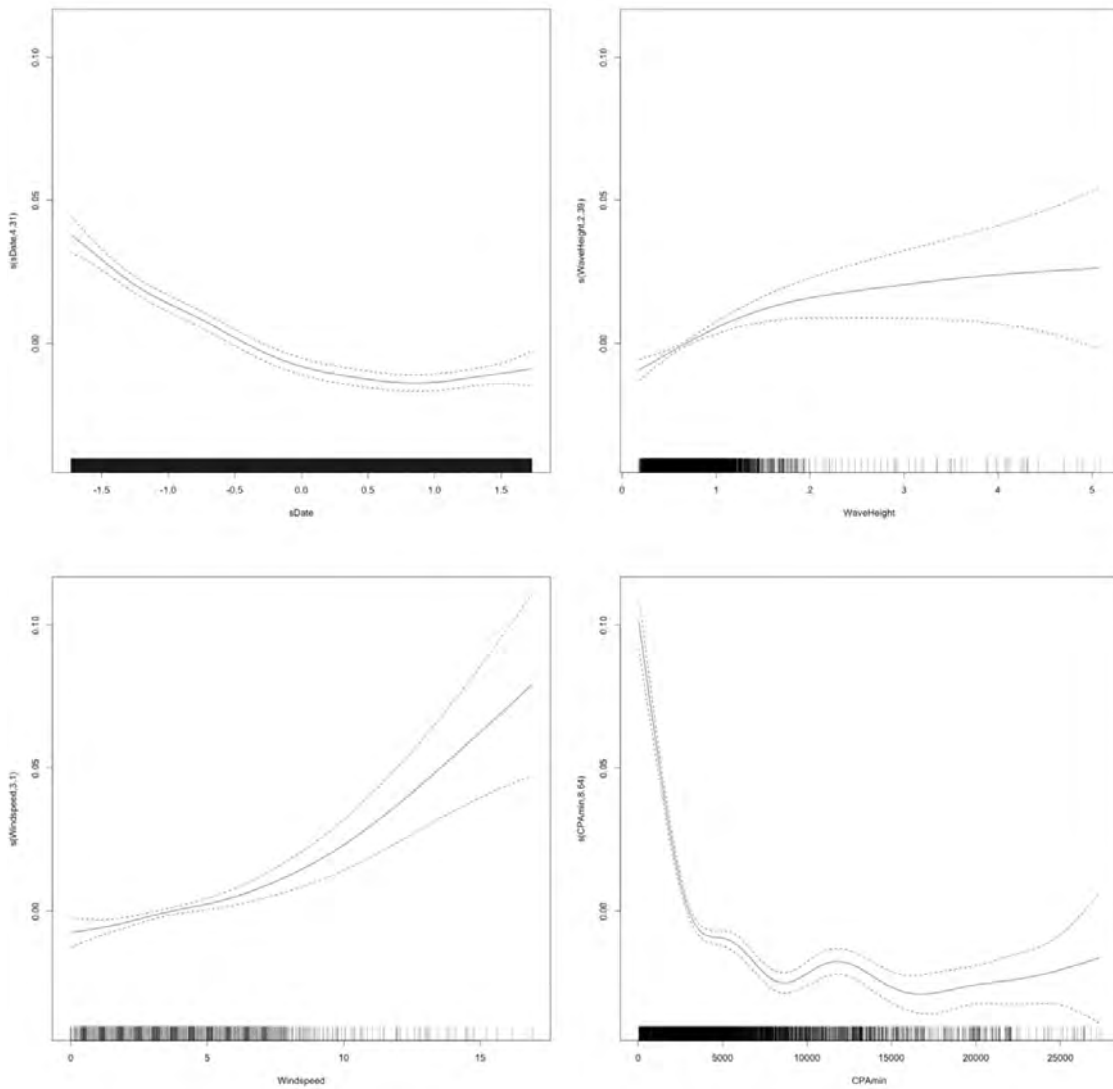 0.10
0.05
0.00
s(sDate,4.31)
-1.5 -1.0 -0.5 0.0 0.5 1.0 1.5
sDate
0.10
0.05
0.00
s(WaveHeight,2.39)
0 1 2 3 4 5
WaveHeight
0.10
0.05
0.00
s(Windspeed,3.1)
0 5 10 15
Windspeed
0.10
0.05
0.00
s(CPAmin,8.64)
0 5000 10000 15000 20000 25000
CPAmin